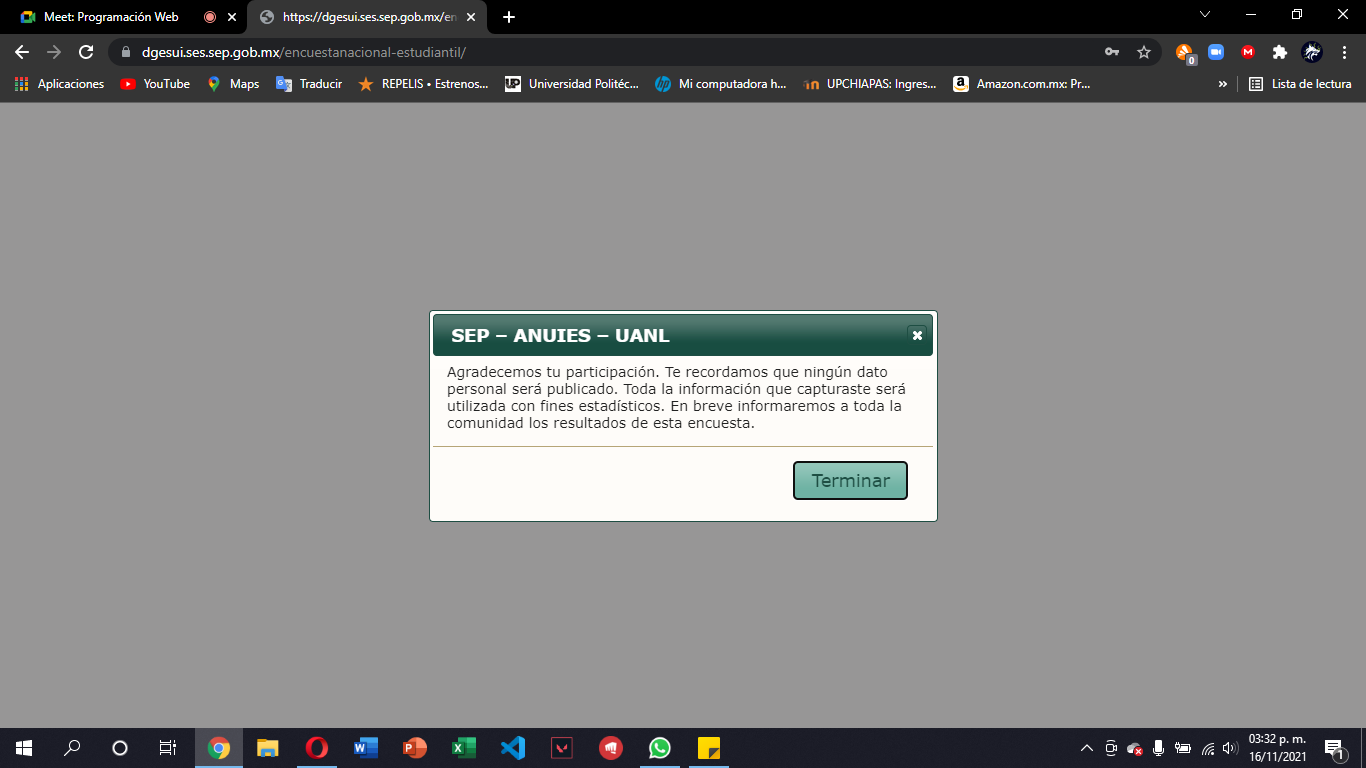 Meet: Programación Web
https://dgesui.ses.sep.gob.mx/en
dgesui.ses.sep.gob.mx/encuestanacional-estudiantil/
0
Aplicaciones
YouTube
Maps
Traducir
REPELIS • Estrenos...
Universidad Politéc...
Mi computadora h...
UPCHIAPAS: Ingres...
Amazon.com.mx: Pr...
»
Lista de lectura
SEP – ANUIES – UANL
Agradecemos tu participación. Te recordamos que ningún dato
personal será publicado. Toda la información que capturaste será
utilizada con fines estadísticos. En breve informaremos a toda la
comunidad los resultados de esta encuesta.
Terminar
03:32 p. m.
16/11/2021
1